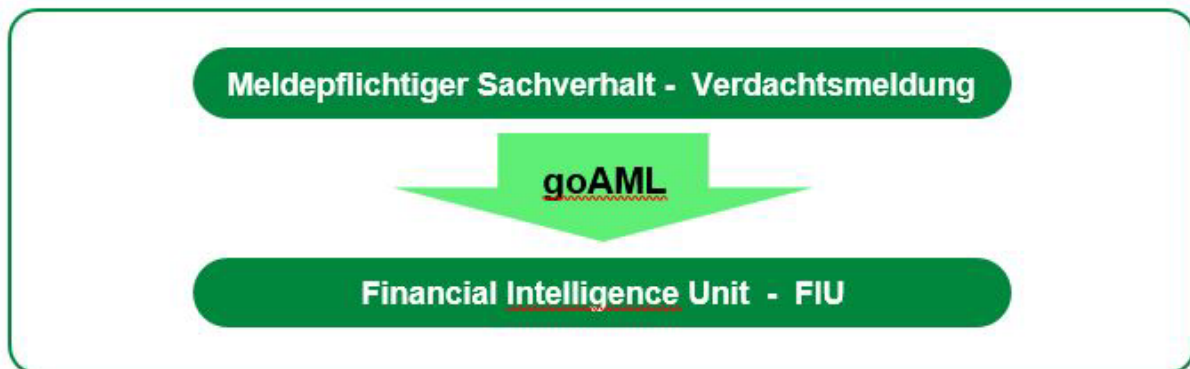 Meldepflichtiger Sachverhalt - Verdachtsmeldung
goAML
Financial Intelligence Unit - FIU